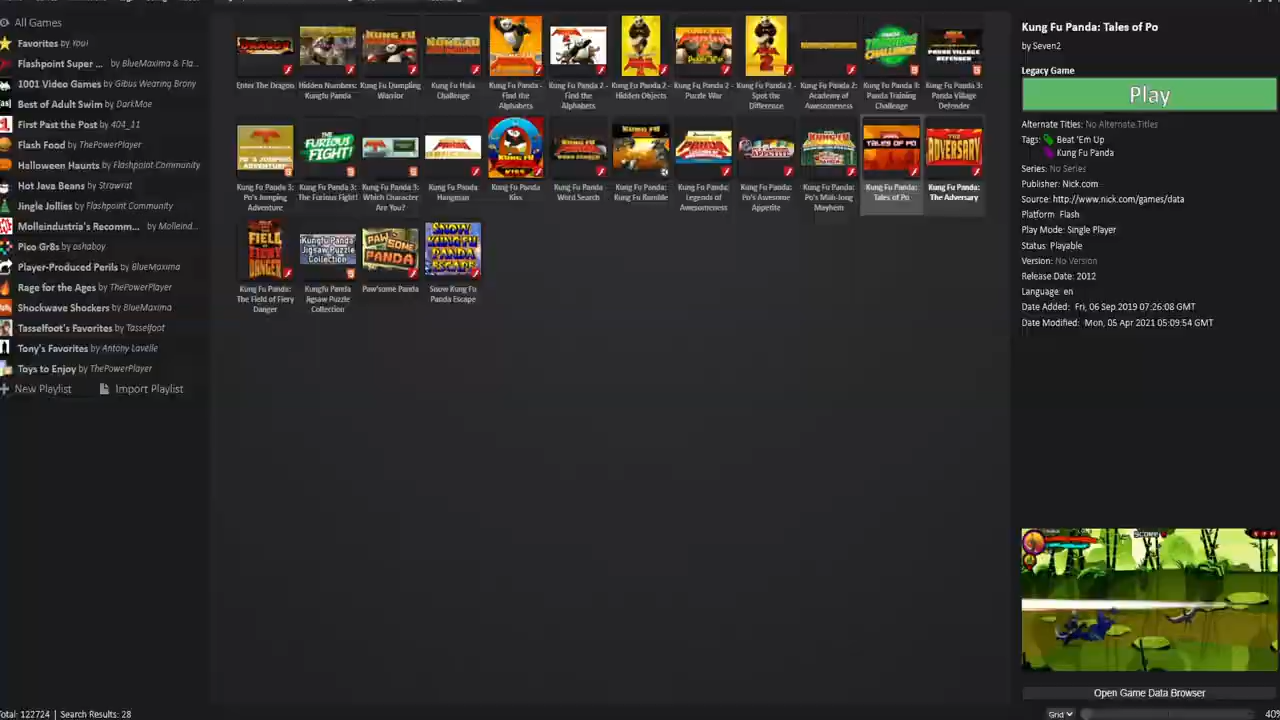 All Games
Favorites by You!
Flashpoint Super ... by BlueMaxima & Fla...
1001 Video Games by Gibus Wearing Brony
Best of Adult Swim by DarkMoe
First Past the Post by 404_11
Flash Food by ThePowerPlayer
Halloween Haunts by Flashpoint Community
Hot Java Beans by Strawrat
Jingle Jollies by Flashpoint Community
Molleindustria's Recomm... by Molleind...
Pico Gr8s by ashaboy
Player-Produced Perils by BlueMaxima
Rage for the Ages by ThePowerPlayer
Shockwave Shockers by BlueMaxima
Tasselfoot's Favorites by Tasselfoot
Tony's Favorites by Antony Lavelle
Toys to Enjoy by ThePowerPlayer
New Playlist Import Playlist
Enter The Dragon
Hidden Numbers: Kungfu Panda
Kung Fu Dumpling Warrior
Kung Fu Hula Challenge
Kung Fu Panda - Find the Alphabets
Kung Fu Panda 2 - Find the Alphabets
Kung Fu Panda 2 - Hidden Objects
Kung Fu Panda 2 - Puzzle War
Kung Fu Panda 2 - Spot the Difference
Kung Fu Panda 2: Academy of Awesomeness
Kung Fu Panda 3: Panda Training Challenge
Kung Fu Panda 3: Panda Village Defender
Kung Fu Panda 3: Po's Jumping Adventure
Kung Fu Panda 3: The Furious Fight!
Kung Fu Panda 3: Which Character Are You?
Kung Fu Panda Hangman
Kung Fu Panda Kiss
Kung Fu Panda - Word Search
Kung Fu Panda: Kung Fu Rumble
Kung Fu Panda: Legends of Awesomeness
Kung Fu Panda: Po's Awesome Appetite
Kung Fu Panda: Po's Mah-Jong Mayhem
Kung Fu Panda: Tales of Po
Kung Fu Panda: The Adversary
Kung Fu Panda: The Field of Fiery Danger
KungFu Panda Jigsaw Puzzle Collection
Paw'some Panda
Snow Kung Fu Panda Escape
Kung Fu Panda: Tales of Po
by Seven2
Legacy Game
Play
Alternate Titles: No Alternate Titles
Tags: Beat 'Em Up
Kung Fu Panda
Series: No Series
Publisher: Nick.com
Source: http://www.nick.com/games/data
Platform Flash
Play Mode: Single Player
Status: Playable
Version: No Version
Release Date: 2012
Language: en
Date Added: Fri, 06 Sep 2019 07:26:08 GMT
Date Modified: Mon, 05 Apr 2021 05:09:54 GMT
Open Game Data Browser
Total: 122724 | Search Results: 28
Grid
40%